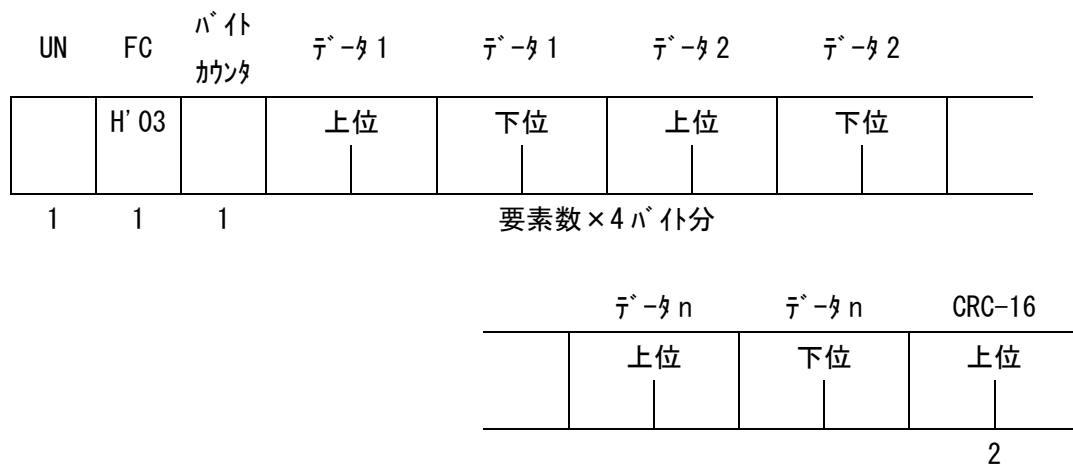 UN FC ﾊﾞｲﾄ ｶｳﾝﾀ ﾃﾞｰﾀ1 ﾃﾞｰﾀ1 ﾃﾞｰﾀ2 ﾃﾞｰﾀ2
H'03 上位 下位 上位 下位
1 1 1 要素数×4ﾊﾞｲﾄ分
ﾃﾞｰﾀn ﾃﾞｰﾀn CRC-16
上位 下位 上位
2